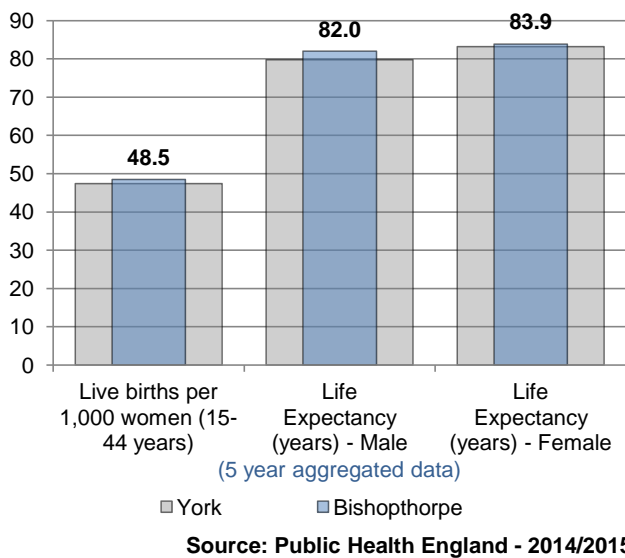 90
80
70
60
50
40
30
20
10
0
48.5
82.0
83.9
Live births per
1,000 women (15-
44 years)
Life
Expectancy
(years) - Male
Life
Expectancy
(years) - Female
(5 year aggregated data)
York
Bishopthorpe
Source: Public Health England - 2014/2015